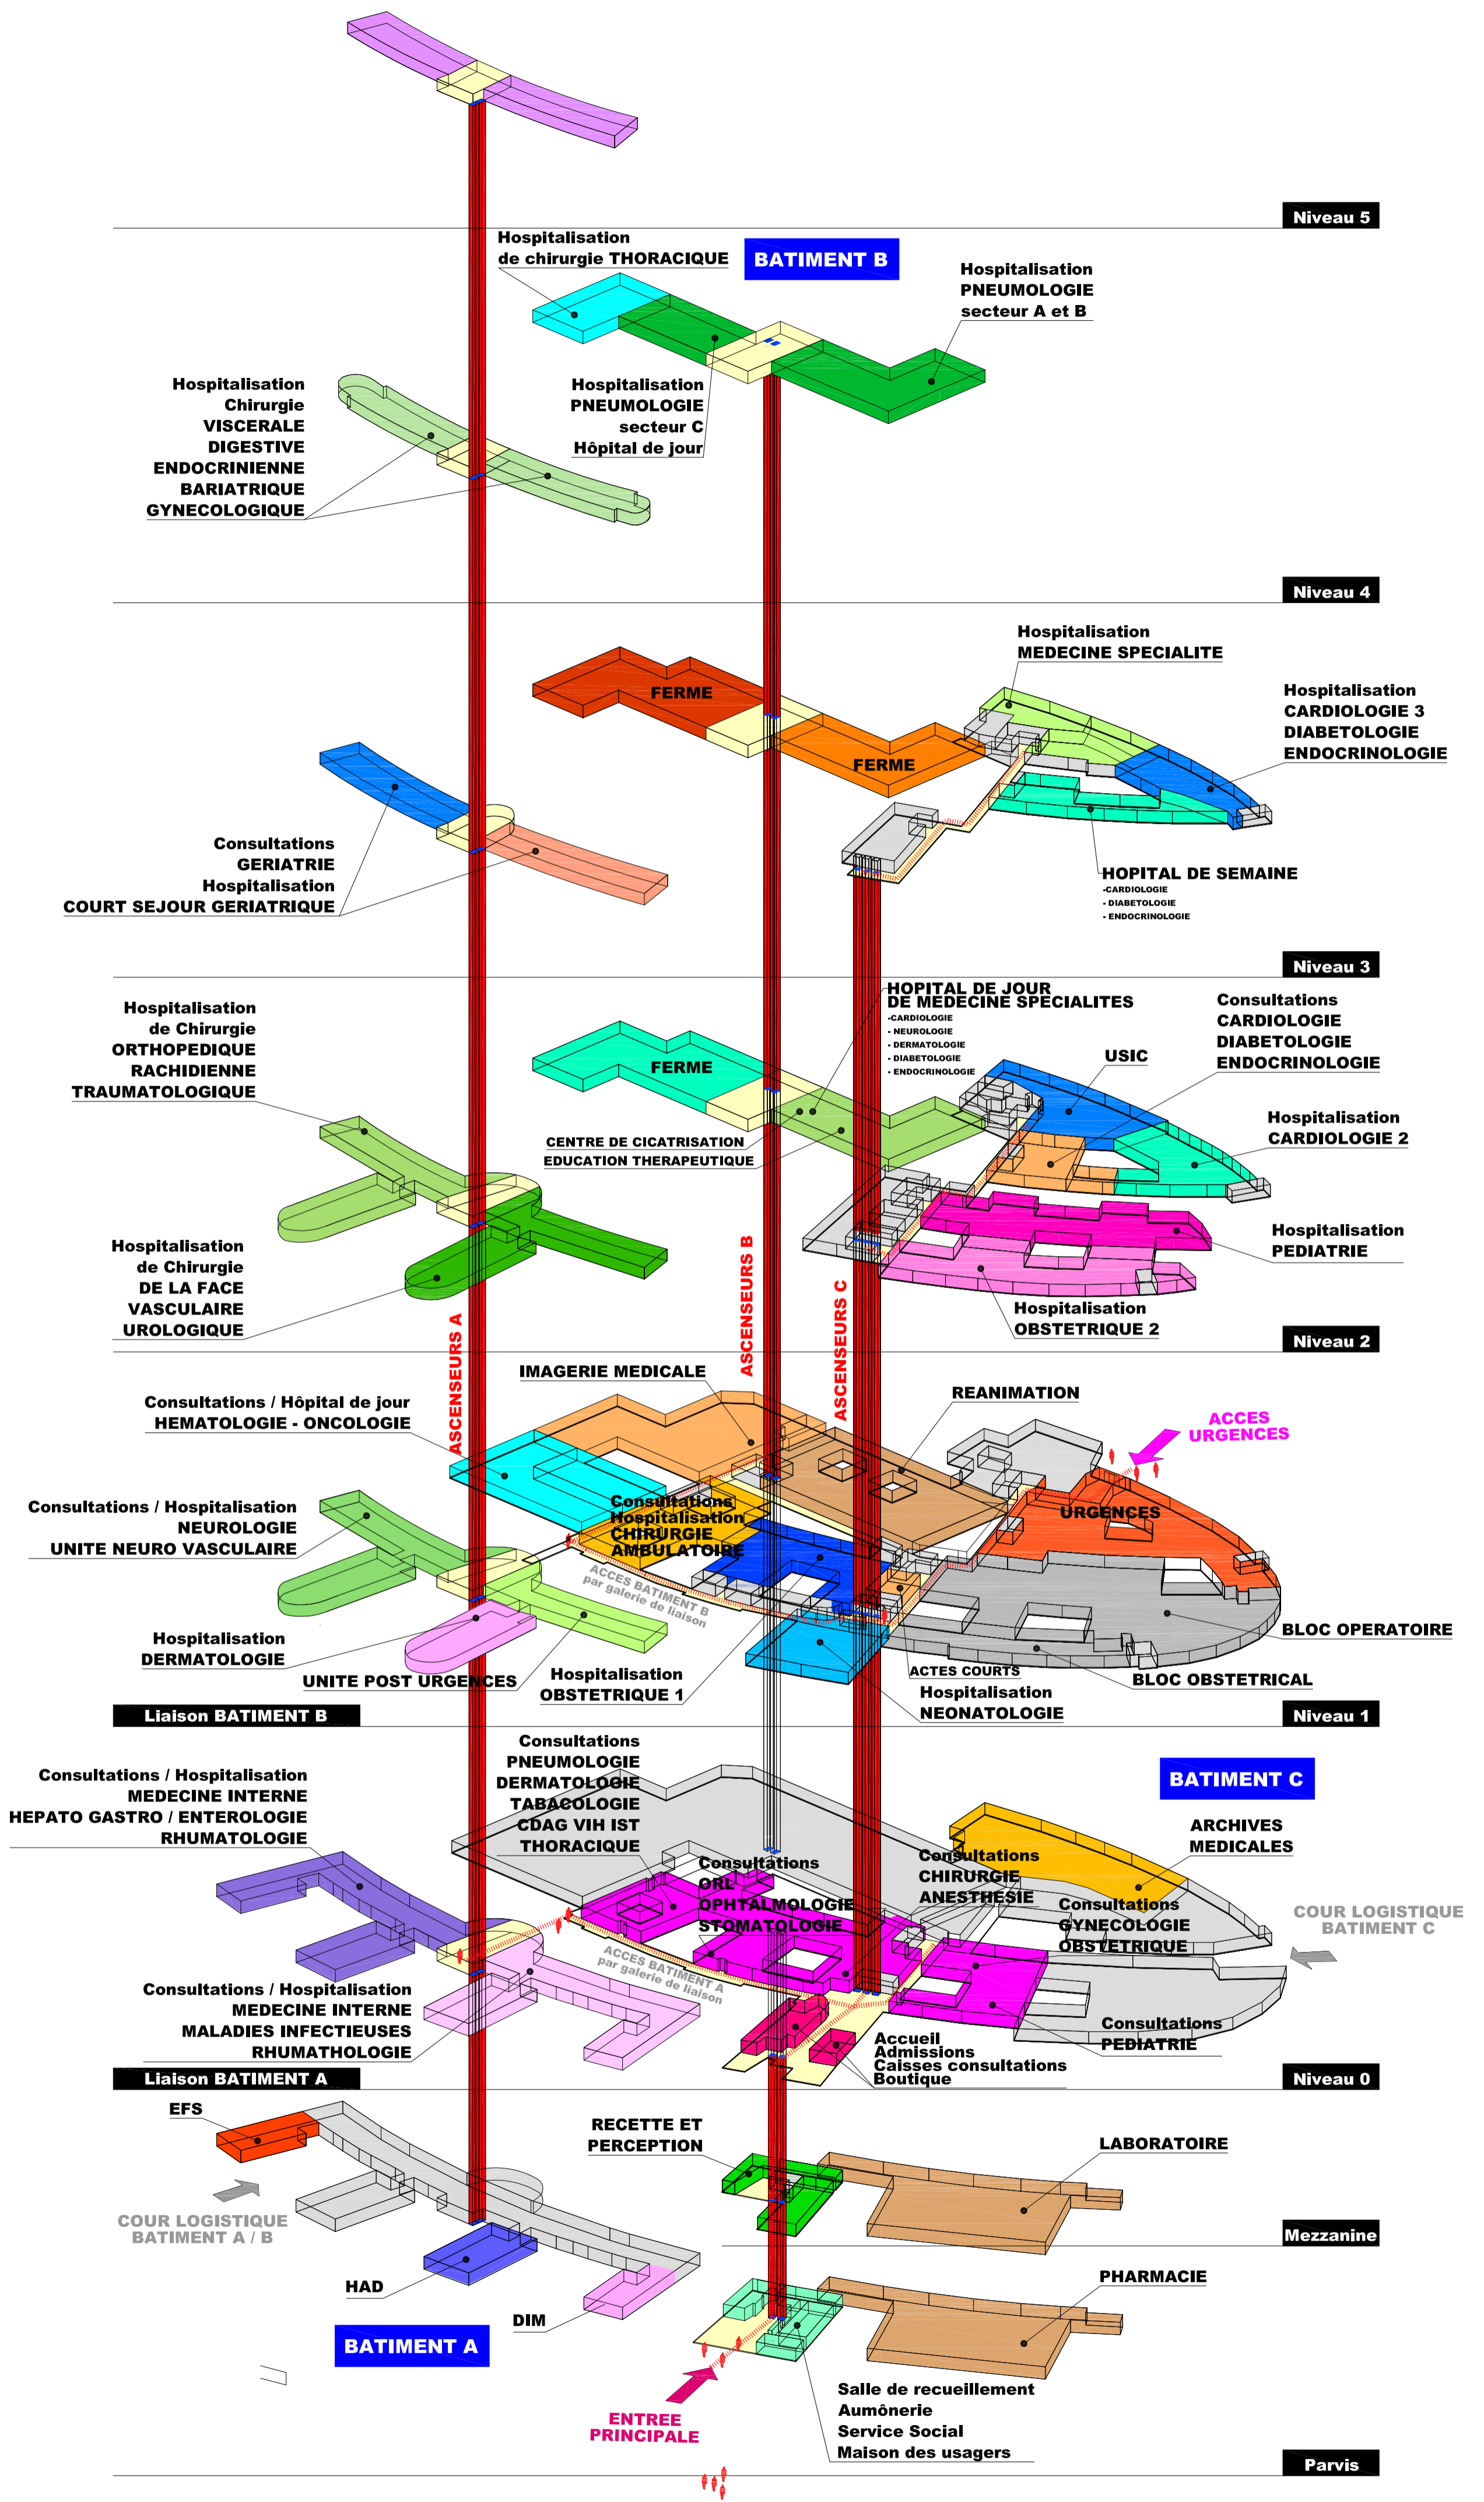 Niveau 5
Hospitalisation
de chirurgie THORACIQUE
BATIMENT B
Hospitalisation
PNEUMOLOGIE
secteur A et B
Hospitalisation
Chirurgie
VISCERALE
DIGESTIVE
ENDOCRINIENNE
BARIATRIQUE
GYNECOLOGIQUE
Hospitalisation
PNEUMOLOGIE
secteur C
Hôpital de jour
Niveau 4
Hospitalisation
MEDECINE SPECIALITE
FERME
FERME
Hospitalisation
CARDIOLOGIE 3
DIABETOLOGIE
ENDOCRINOLOGIE
Consultations
GERIATRIE
Hospitalisation
COURT SEJOUR GERIATRIQUE
HOPITAL DE SEMAINE
-CARDIOLOGIE
- DIABETOLOGIE
- ENDOCRINOLOGIE
Niveau 3
Hospitalisation
de Chirurgie
ORTHOPEDIQUE
RACHIDIENNE
TRAUMATOLOGIQUE
HOPITAL DE JOUR
DE MEDECINE SPECIALITES
-CARDIOLOGIE
- NEUROLOGIE
- DERMATOLOGIE
- DIABETOLOGIE
- ENDOCRINOLOGIE
Consultations
CARDIOLOGIE
DIABETOLOGIE
ENDOCRINOLOGIE
USIC
FERME
Hospitalisation
CARDIOLOGIE 2
CENTRE DE CICATRISATION
EDUCATION THERAPEUTIQUE
Hospitalisation
de Chirurgie
DE LA FACE
VASCULAIRE
UROLOGIQUE
Hospitalisation
PEDIATRIE
Hospitalisation
OBSTETRIQUE 2
ASCENSEURS A
ASCENSEURS B
ASCENSEURS C
Niveau 2
IMAGERIE MEDICALE
REANIMATION
Consultations / Hôpital de jour
HEMATOLOGIE - ONCOLOGIE
ACCES
URGENCES
Consultations / Hospitalisation
NEUROLOGIE
UNITE NEURO VASCULAIRE
Consultations
Hospitalisation
CHIRURGIE
AMBULATOIRE
URGENCES
ACCES BATIMENT B
par galerie de liaison
Hospitalisation
DERMATOLOGIE
UNITE POST URGENCES
Hospitalisation
OBSTETRIQUE 1
ACTES COURTS
Hospitalisation
NEONATOLOGIE
BLOC OPERATOIRE
BLOC OBSTETRICAL
Liaison BATIMENT B
Niveau 1
Consultations
PNEUMOLOGIE
DERMATOLOGIE
TABACOLOGIE
CDAG VIH IST
THORACIQUE
BATIMENT C
Consultations / Hospitalisation
MEDECINE INTERNE
HEPATO GASTRO / ENTEROLOGIE
RHUMATOLOGIE
ARCHIVES
MEDICALES
Consultations
ORL
OPHTALMOLOGIE
STOMATOLOGIE
Consultations
CHIRURGIE
ANESTHESIE
Consultations
GYNECOLOGIE
OBSTETRIQUE
COUR LOGISTIQUE
BATIMENT C
ACCES BATIMENT A
par galerie de liaison
Consultations / Hospitalisation
MEDECINE INTERNE
MALADIES INFECTIEUSES
RHUMATHOLOGIE
Consultations
PEDIATRIE
Accueil
Admissions
Caisses consultations
Boutique
Liaison BATIMENT A
Niveau 0
EFS
RECETTE ET
PERCEPTION
LABORATOIRE
COUR LOGISTIQUE
BATIMENT A / B
Mezzanine
HAD
DIM
PHARMACIE
BATIMENT A
ENTREE
PRINCIPALE
Salle de recueillement
Aumônerie
Service Social
Maison des usagers
Parvis